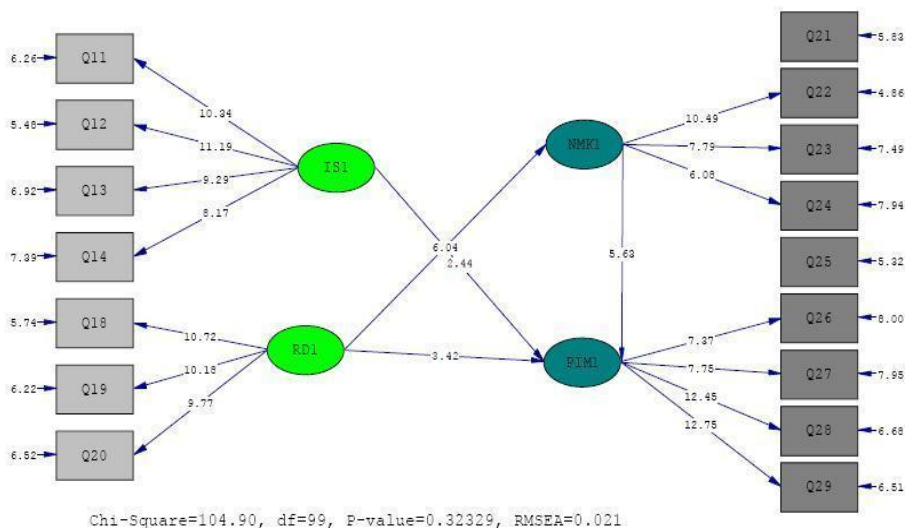 Q21
5.83
6.26
Q11
Q22
4.86
10.34
10.49
5.48
Q12
11.19
NMK1
7.79
Q23
7.49
IS1
6.08
9.29
6.92
Q13
Q24
7.94
8.17
6.04
5.63
7.39
Q14
2.44
Q25
5.32
5.74
Q18
Q26
8.00
10.72
RD1
7.37
3.42
PIM1
10.18
7.75
Q27
7.95
6.22
Q19
9.77
12.45
12.75
Q28
6.68
6.52
Q20
Q29
6.51
Chi-Square=104.90, df=99, P-value=0.32329, RMSEA=0.021